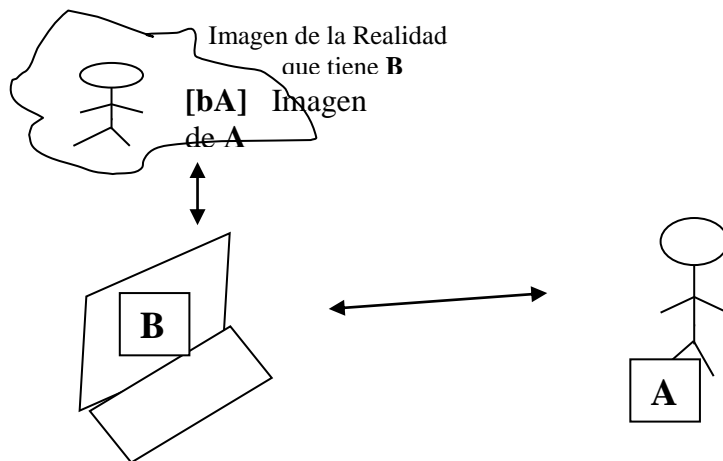 Imagen de la Realidad
que tiene B
[bA] Imagen
de A
B
A